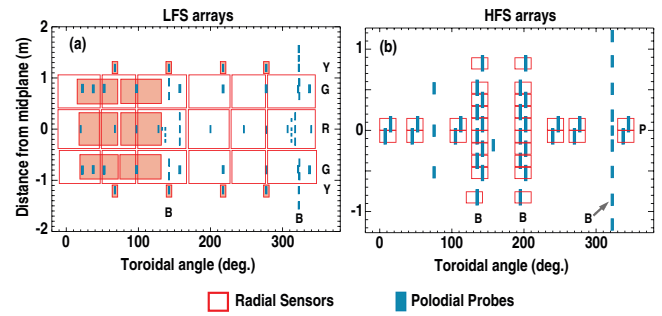 LFS arrays HFS arrays
(a) (b)
Distance from midplane (m)
2
1
0
-1
-2
Y
G
R
G
Y
B B
0 100 200 300
Toroidal angle (deg.)
1
0
-1
P
B B B
0 100 200 300
Toroidal angle (deg.)
Radial Sensors Polodial Probes